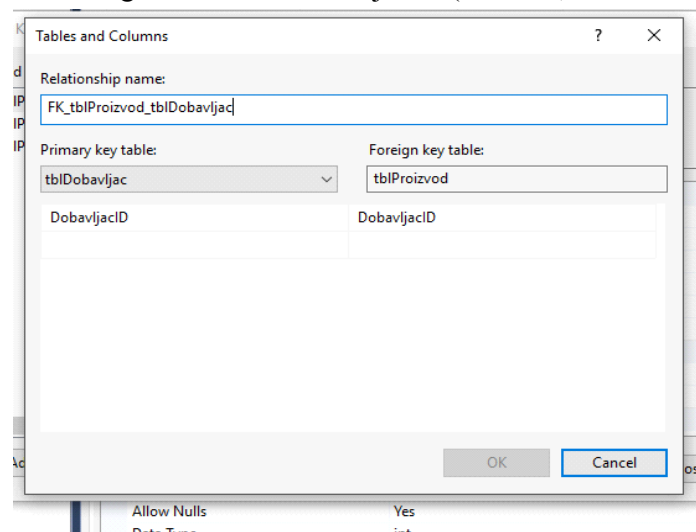 Tables and Columns ? X
Relationship name:
FK_tblProizvod_tblDobavljac
Primary key table: Foreign key table:
tblDobavljac tblProizvod
DobavljacID DobavljacID
OK Cancel
Allow Nulls Yes